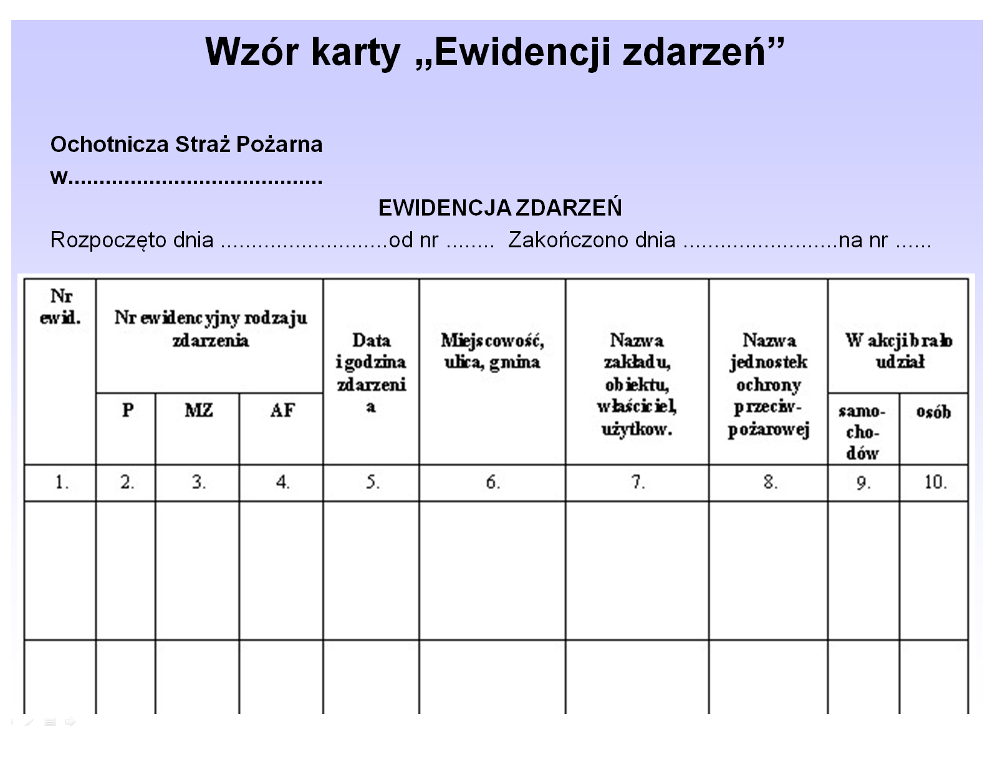 Wzór karty „Ewidencji zdarzeń”
Ochotnicza Straż Pożarna
w.........................................
EWIDENCJA ZDARZEŃ
Rozpoczęto dnia ...........................od nr ........ Zakończono dnia .........................na nr ......
Nr
ewid.
Nr ewidencyjny rodzaju
zdarzenia
P
MZ
AF
Data
i godzina
zdarzeni
a
Miejscowość,
ulica, gmina
Nazwa
zakładu,
obiektu,
właściciel,
użytkow.
Nazwa
jednostek
ochrony
przeciw-
pożarowej
W akcji brało
udział
samo-
cho-
dów
osób
1. 2. 3. 4. 5. 6. 7. 8. 9. 10.